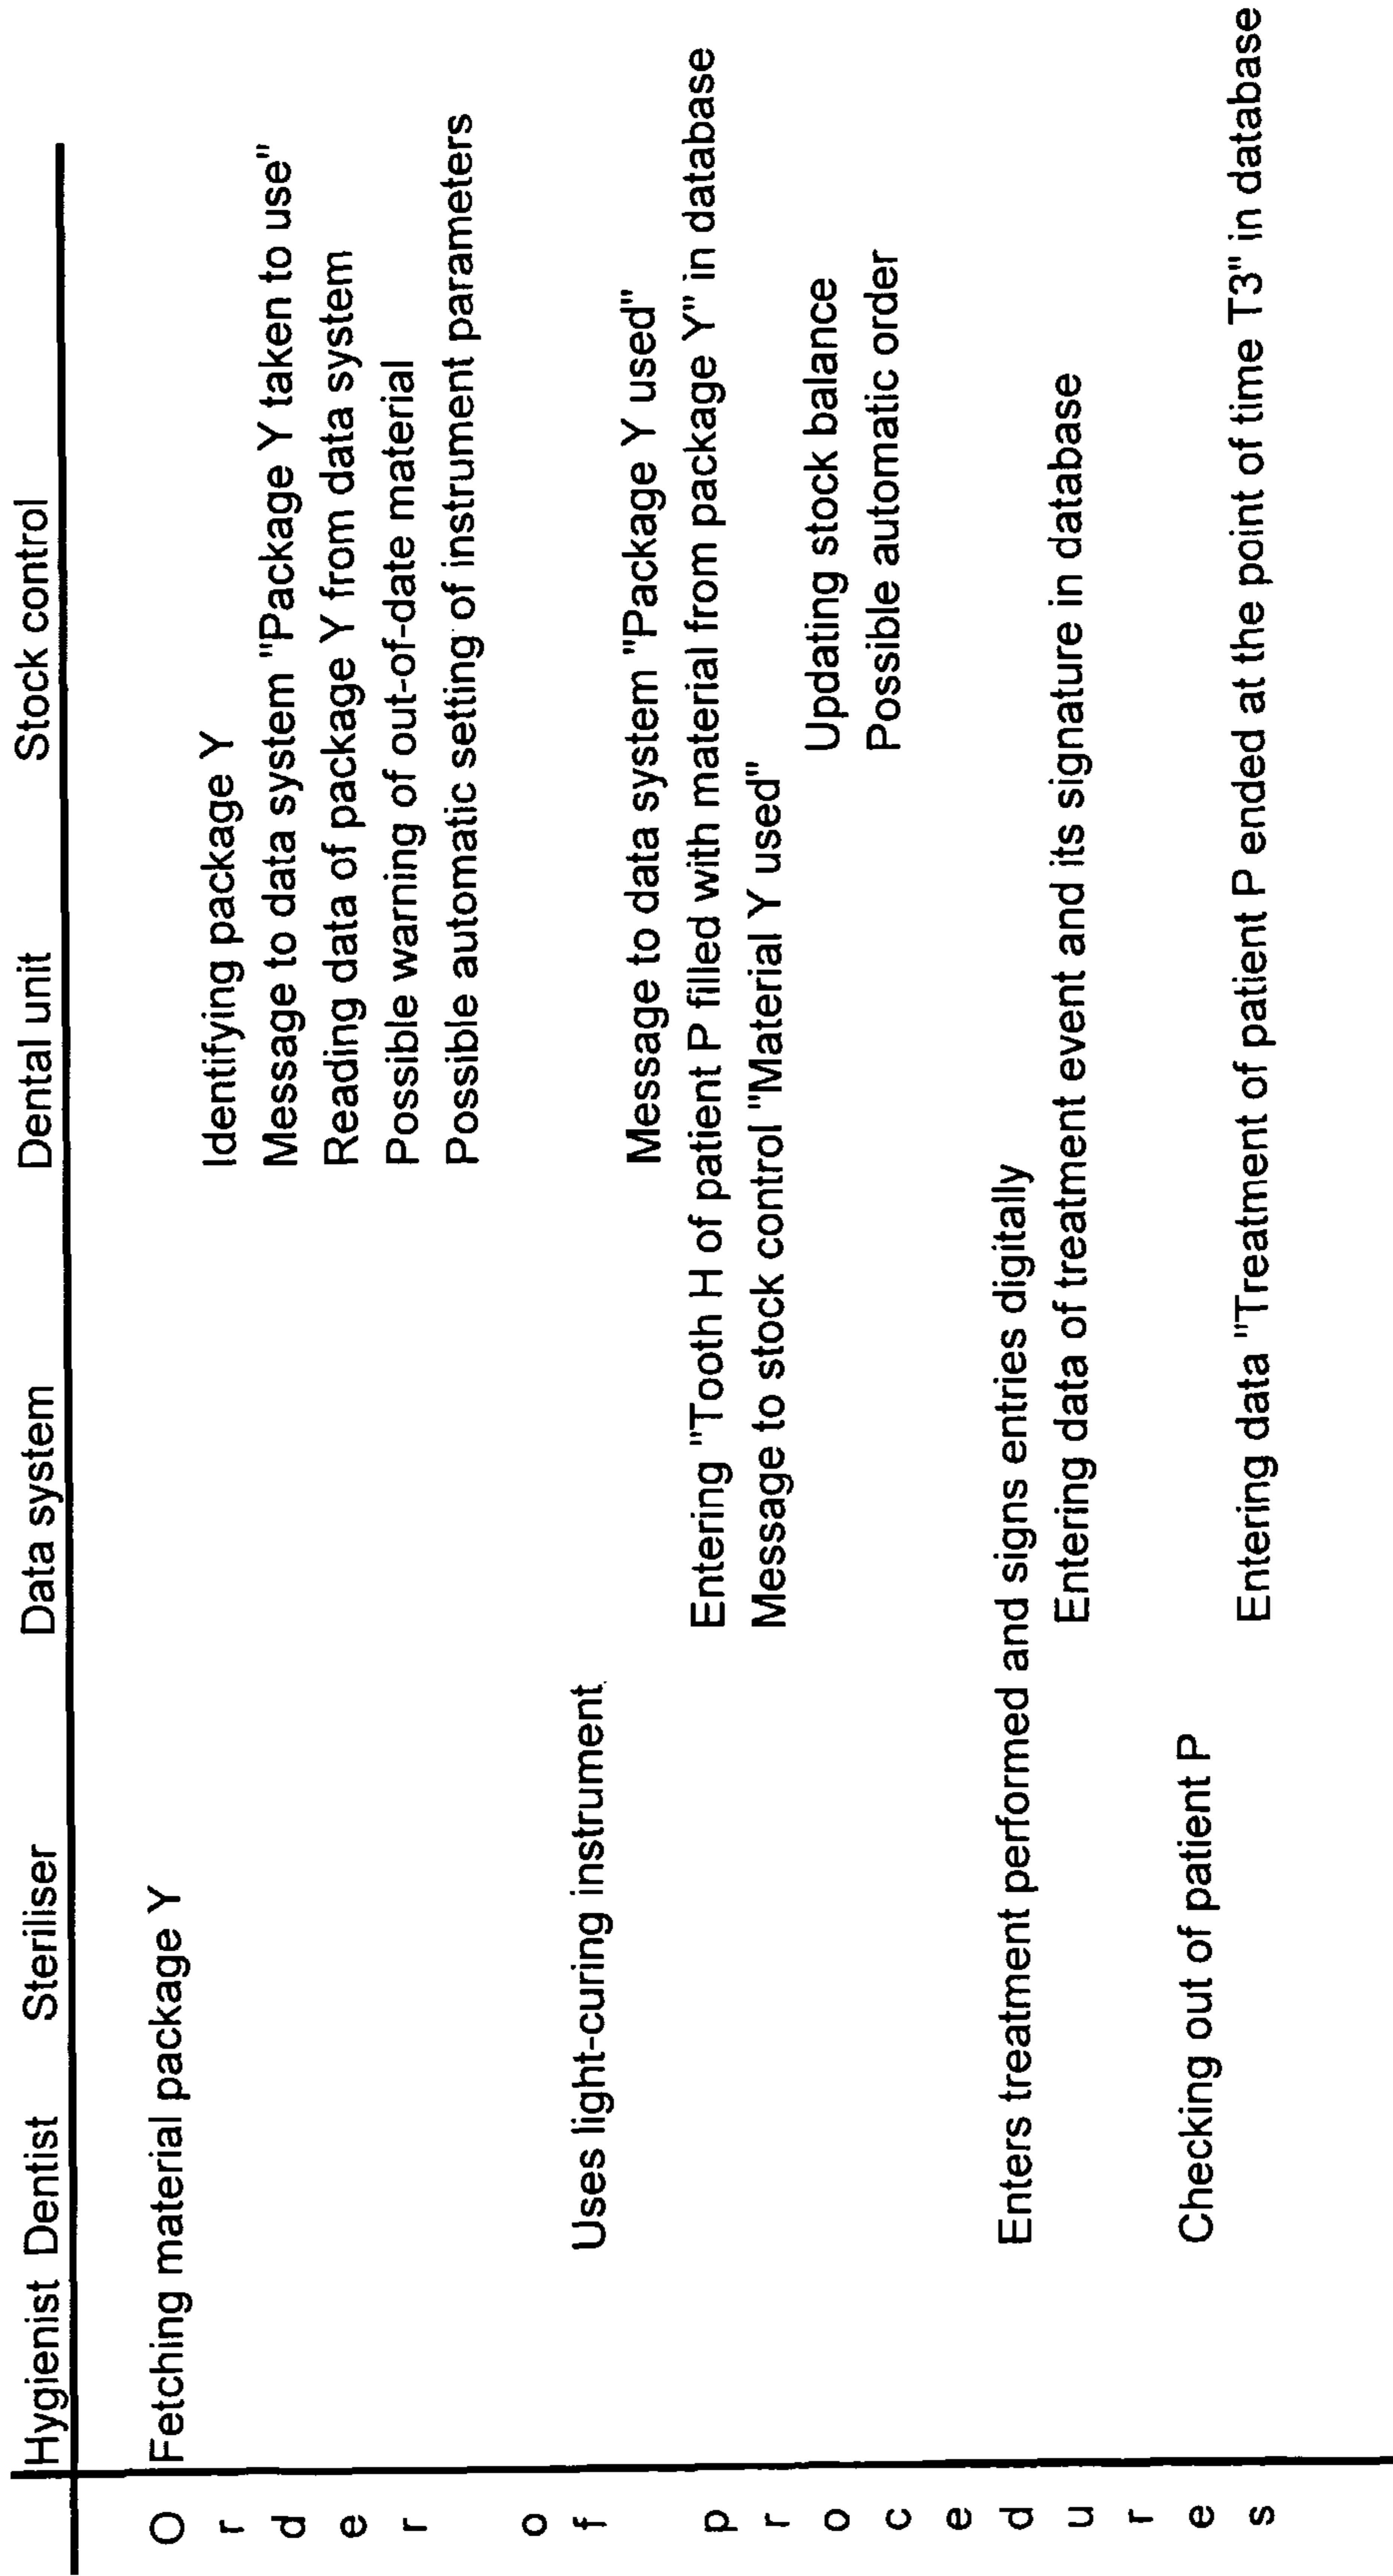 Hygienist Dentist Steriliser Data system Dental unit Stock control
Order of procedures
Fetching material package Y
Identifying package Y
Message to data system "Package Y taken to use"
Reading data of package Y from data system
Possible warning of out-of-date material
Possible automatic setting of instrument parameters
Uses light-curing instrument
Message to data system "Package Y used"
Entering "Tooth H of patient P filled with material from package Y" in database
Message to stock control "Material Y used"
Updating stock balance
Possible automatic order
Enters treatment performed and signs entries digitally
Entering data of treatment event and its signature in database
Checking out of patient P
Entering data "Treatment of patient P ended at the point of time T3" in database